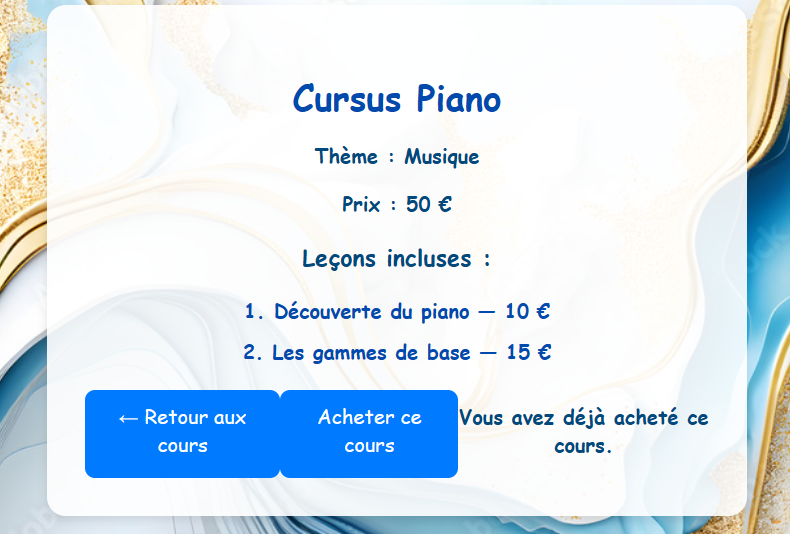 Cursus Piano
Thème : Musique
Prix : 50 €
Leçons incluses :
1. Découverte du piano — 10 €
2. Les gammes de base — 15 €
← Retour aux
cours
Acheter ce
cours
Vous avez déjà acheté ce
cours.